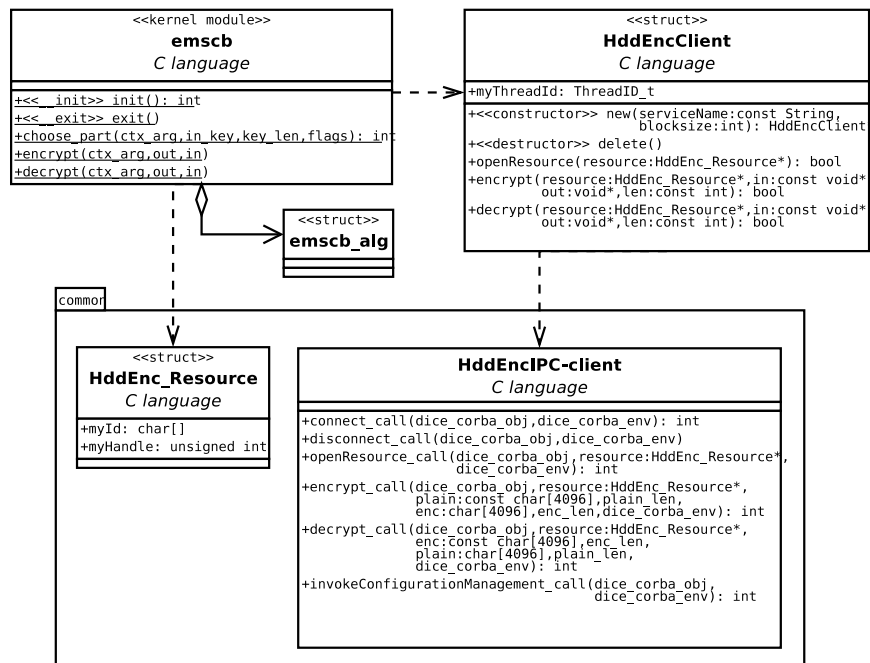 <<kernel module>>
emscb
C language
+<<__init>> init(): int
+<<__exit>> exit()
+choose_part(ctx_arg,in_key,key_len,flags): int
+encrypt(ctx_arg,out,in)
+decrypt(ctx_arg,out,in)
<<struct>>
HddEncClient
C language
+myThreadId: ThreadID_t
+<<constructor>> new(serviceName:const String,
blocksize:int): HddEncClient
+<<destructor>> delete()
+openResource(resource:HddEnc_Resource*): bool
+encrypt(resource:HddEnc_Resource*,in:const void*
out:void*,len:const int): bool
+decrypt(resource:HddEnc_Resource*,in:const void*
out:void*,len:const int): bool
<<struct>>
emscb_alg
common
<<struct>>
HddEnc_Resource
C language
+myId: char[]
+myHandle: unsigned int
HddEncIPC-client
C language
+connect_call(dice_corba_obj,dice_corba_env): int
+disconnect_call(dice_corba_obj,dice_corba_env)
+openResource_call(dice_corba_obj,resource:HddEnc_Resource*,
dice_corba_env): int
+encrypt_call(dice_corba_obj,resource:HddEnc_Resource*,
plain:const char[4096],plain_len,
enc:char[4096],enc_len,dice_corba_env): int
+decrypt_call(dice_corba_obj,resource:HddEnc_Resource*,
enc:const char[4096],enc_len,
plain:char[4096],plain_len,
dice_corba_env): int
+invokeConfigurationManagement_call(dice_corba_obj,
dice_corba_env): int